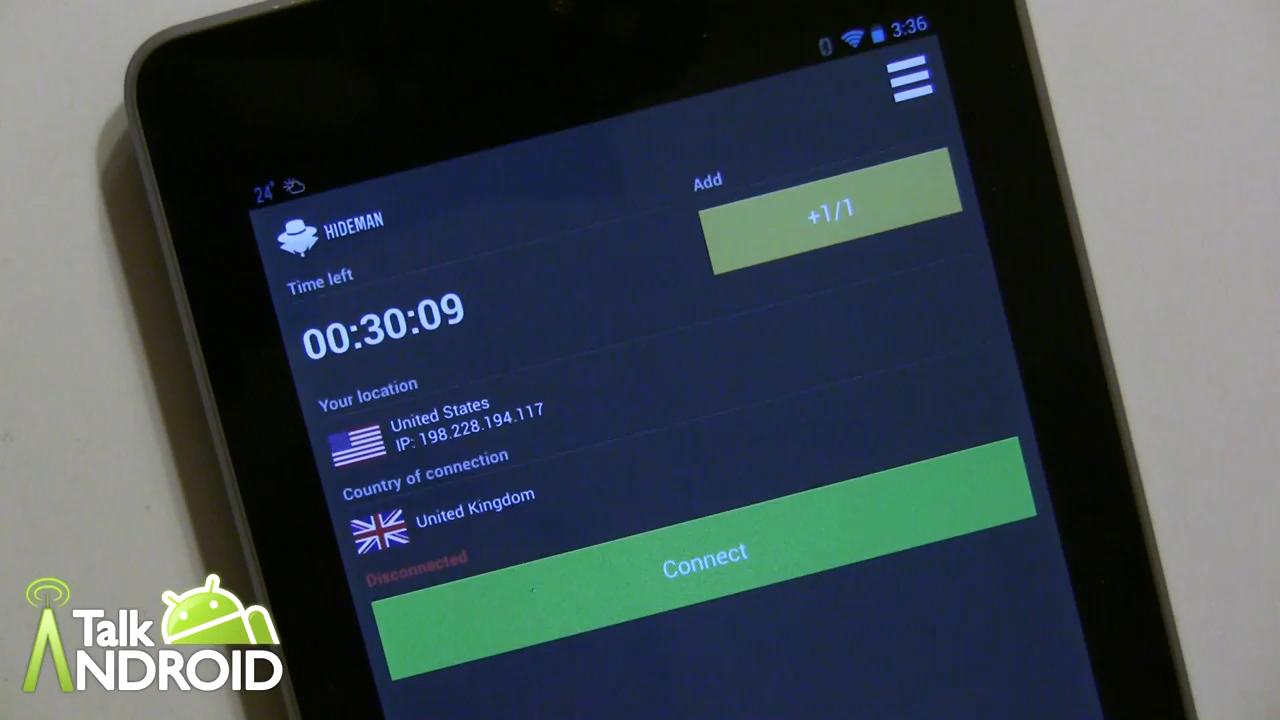 3:36
24°
HIDEMAN
Add
+1/1
Time left
00:30:09
Your location
United States
IP: 198.228.194.117
Country of connection
United Kingdom
Disconnected
Connect
Talk
ANDROID